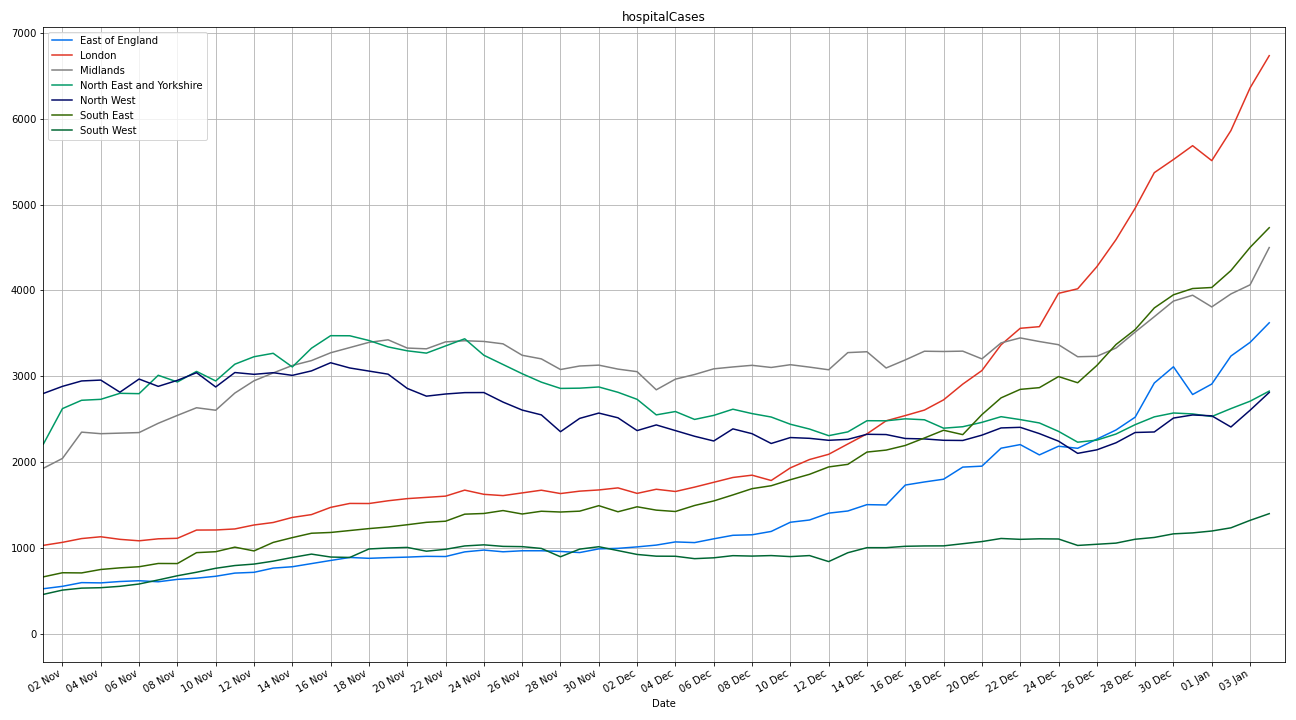 hospitalCases
7000
6000
5000
4000
3000
2000
1000
0
East of England
London
Midlands
North East and Yorkshire
North West
South East
South West
02 Nov
04 Nov
06 Nov
08 Nov
10 Nov
12 Nov
14 Nov
16 Nov
18 Nov
20 Nov
22 Nov
24 Nov
26 Nov
28 Nov
30 Nov
02 Dec
04 Dec
06 Dec
08 Dec
10 Dec
12 Dec
14 Dec
16 Dec
18 Dec
20 Dec
22 Dec
24 Dec
26 Dec
28 Dec
30 Dec
01 Jan
03 Jan
Date